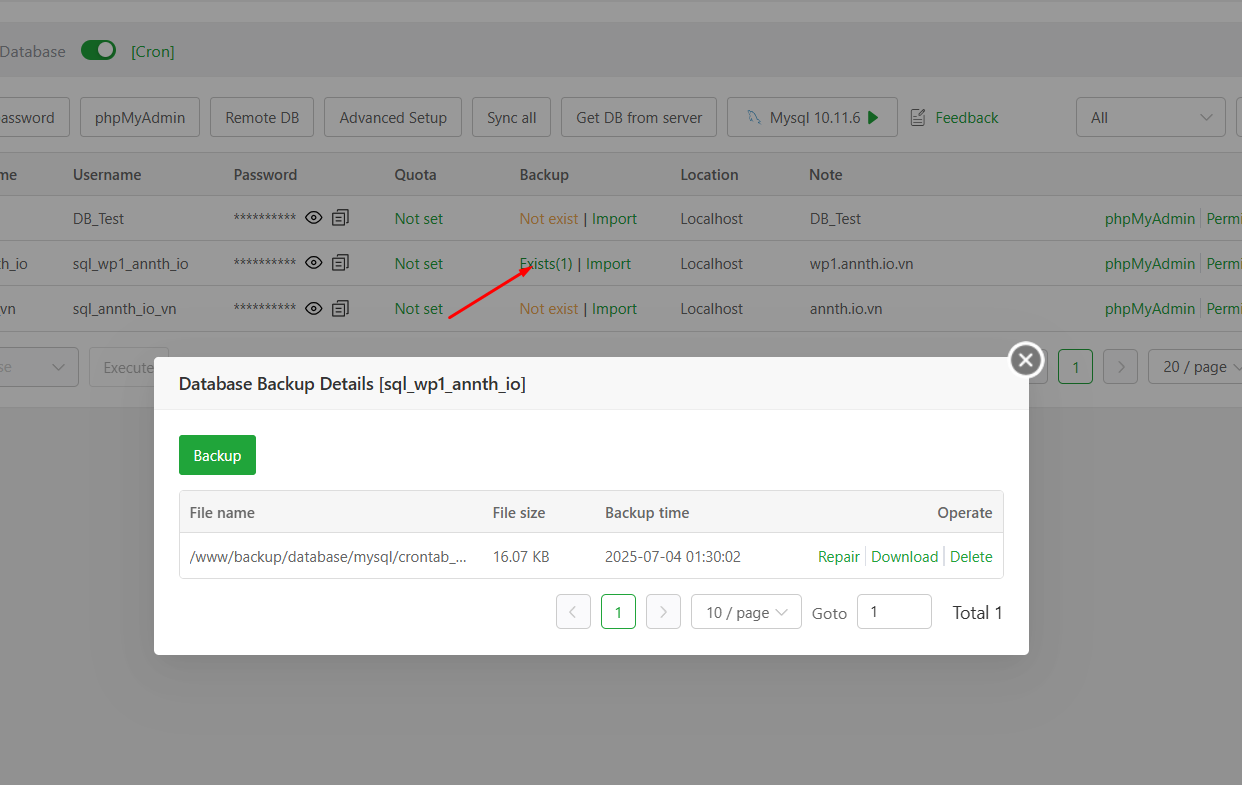 Database [Cron]
assword phpMyAdmin Remote DB Advanced Setup Sync all Get DB from server Mysql 10.11.6 Feedback All
me Username Password Quota Backup Location Note
DB_Test ********** Not set Not exist | Import Localhost DB_Test phpMyAdmin Permi
th_io sql_wp1_annth_io ********** Not set Exists(1) | Import Localhost wp1.annth.io.vn phpMyAdmin Permi
vn sql_annth_io_vn ********** Not set Not exist | Import Localhost annth.io.vn phpMyAdmin Permi
se Execute 1 20 / page
Database Backup Details [sql_wp1_annth_io]
Backup
File name File size Backup time Operate
/www/backup/database/mysql/crontab_... 16.07 KB 2025-07-04 01:30:02 Repair Download Delete
1 10 / page Goto 1 Total 1